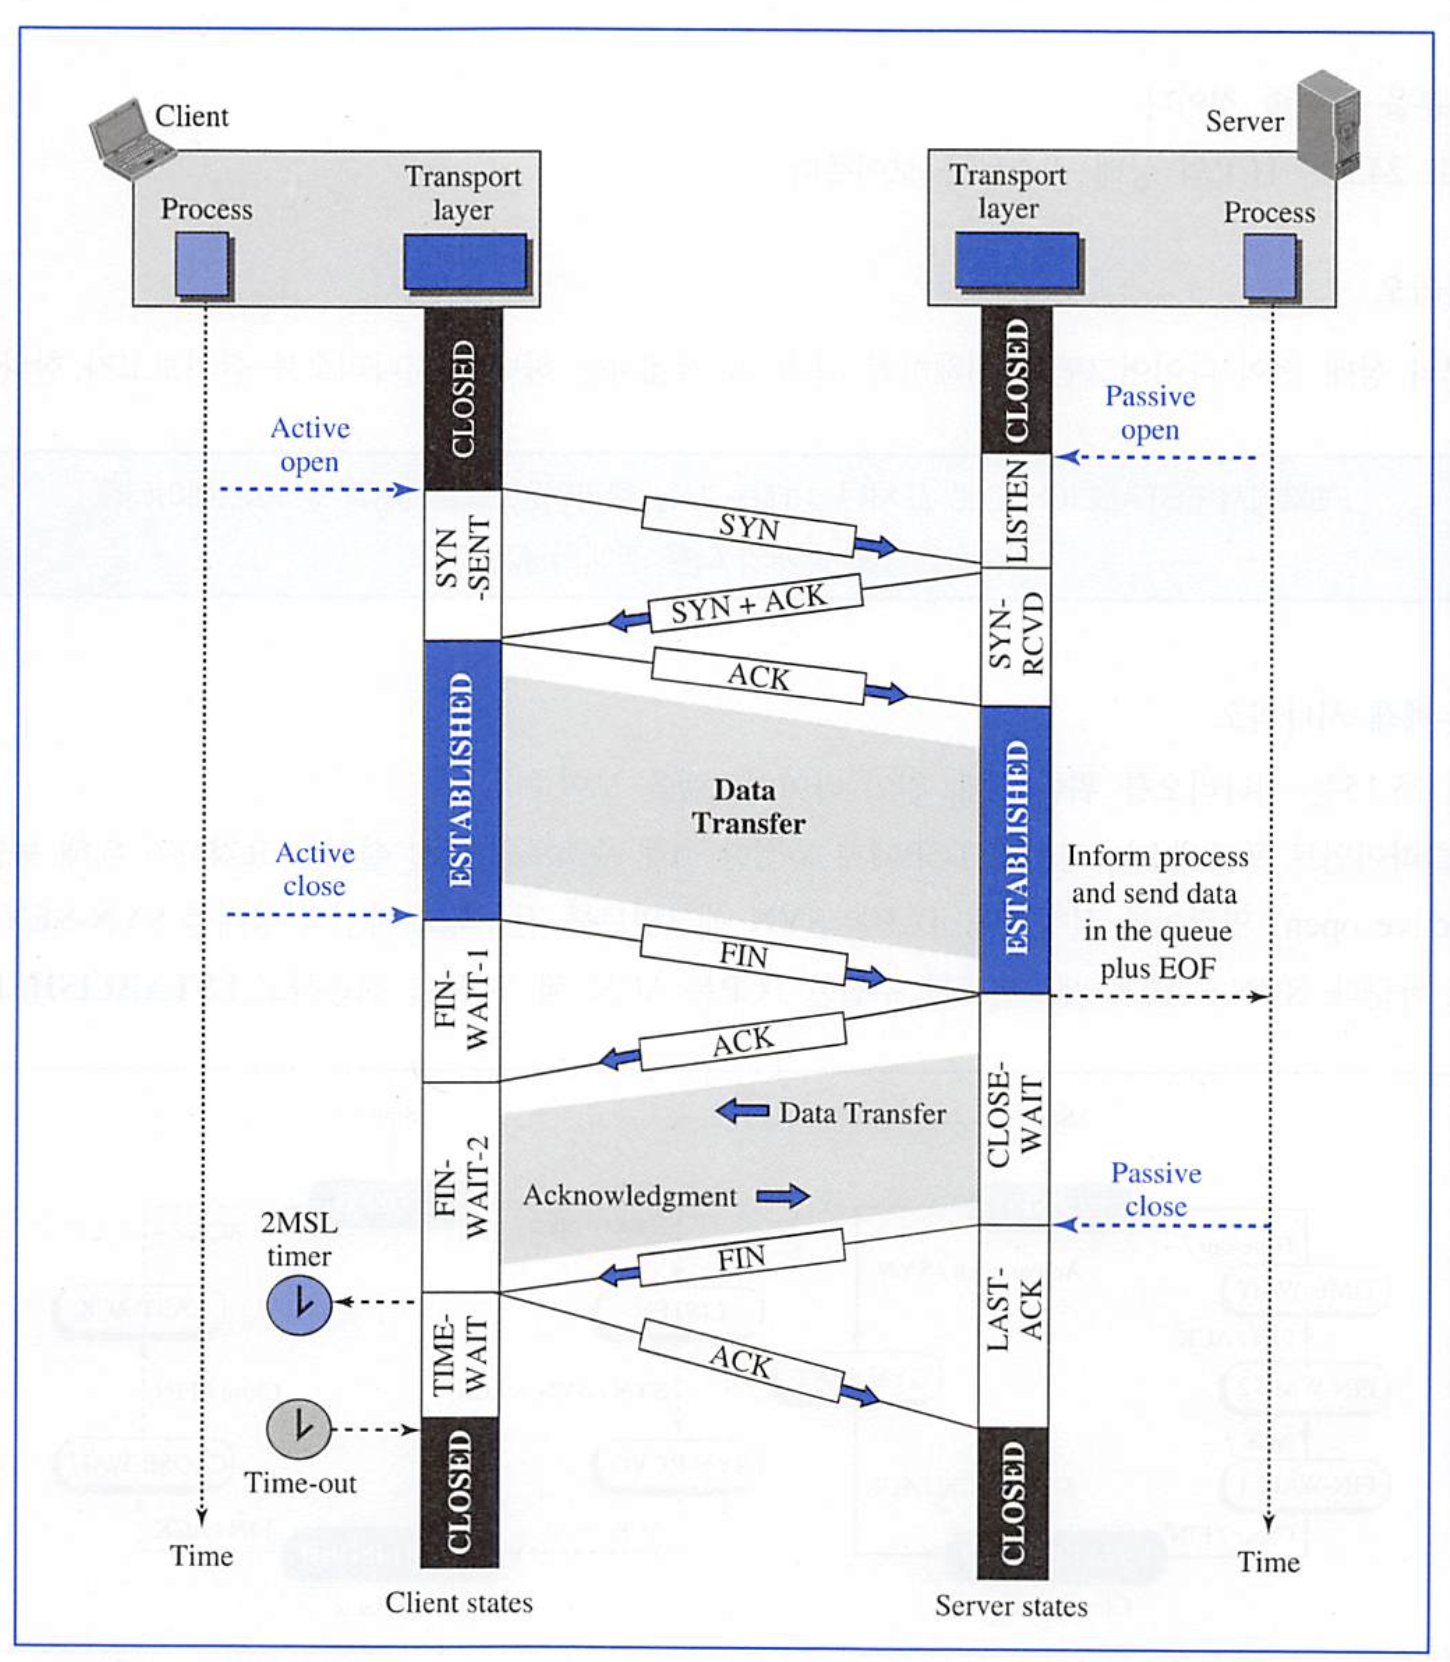 Client
Server
Process
Transport
layer
Transport
layer
Process
CLOSED
CLOSED
Active
open
Passive
open
SYN
-SENT
LISTEN
SYN
SYN + ACK
SYN-
RCVD
ACK
ESTABLISHED
ESTABLISHED
Data
Transfer
Active
close
Inform process
and send data
in the queue
plus EOF
FIN
FIN-
WAIT-1
ACK
CLOSE-
WAIT
Data Transfer
FIN-
WAIT-2
Acknowledgment
Passive
close
2MSL
timer
FIN
LAST-
ACK
TIME-
WAIT
ACK
Time-out
CLOSED
CLOSED
Time
Time
Client states
Server states